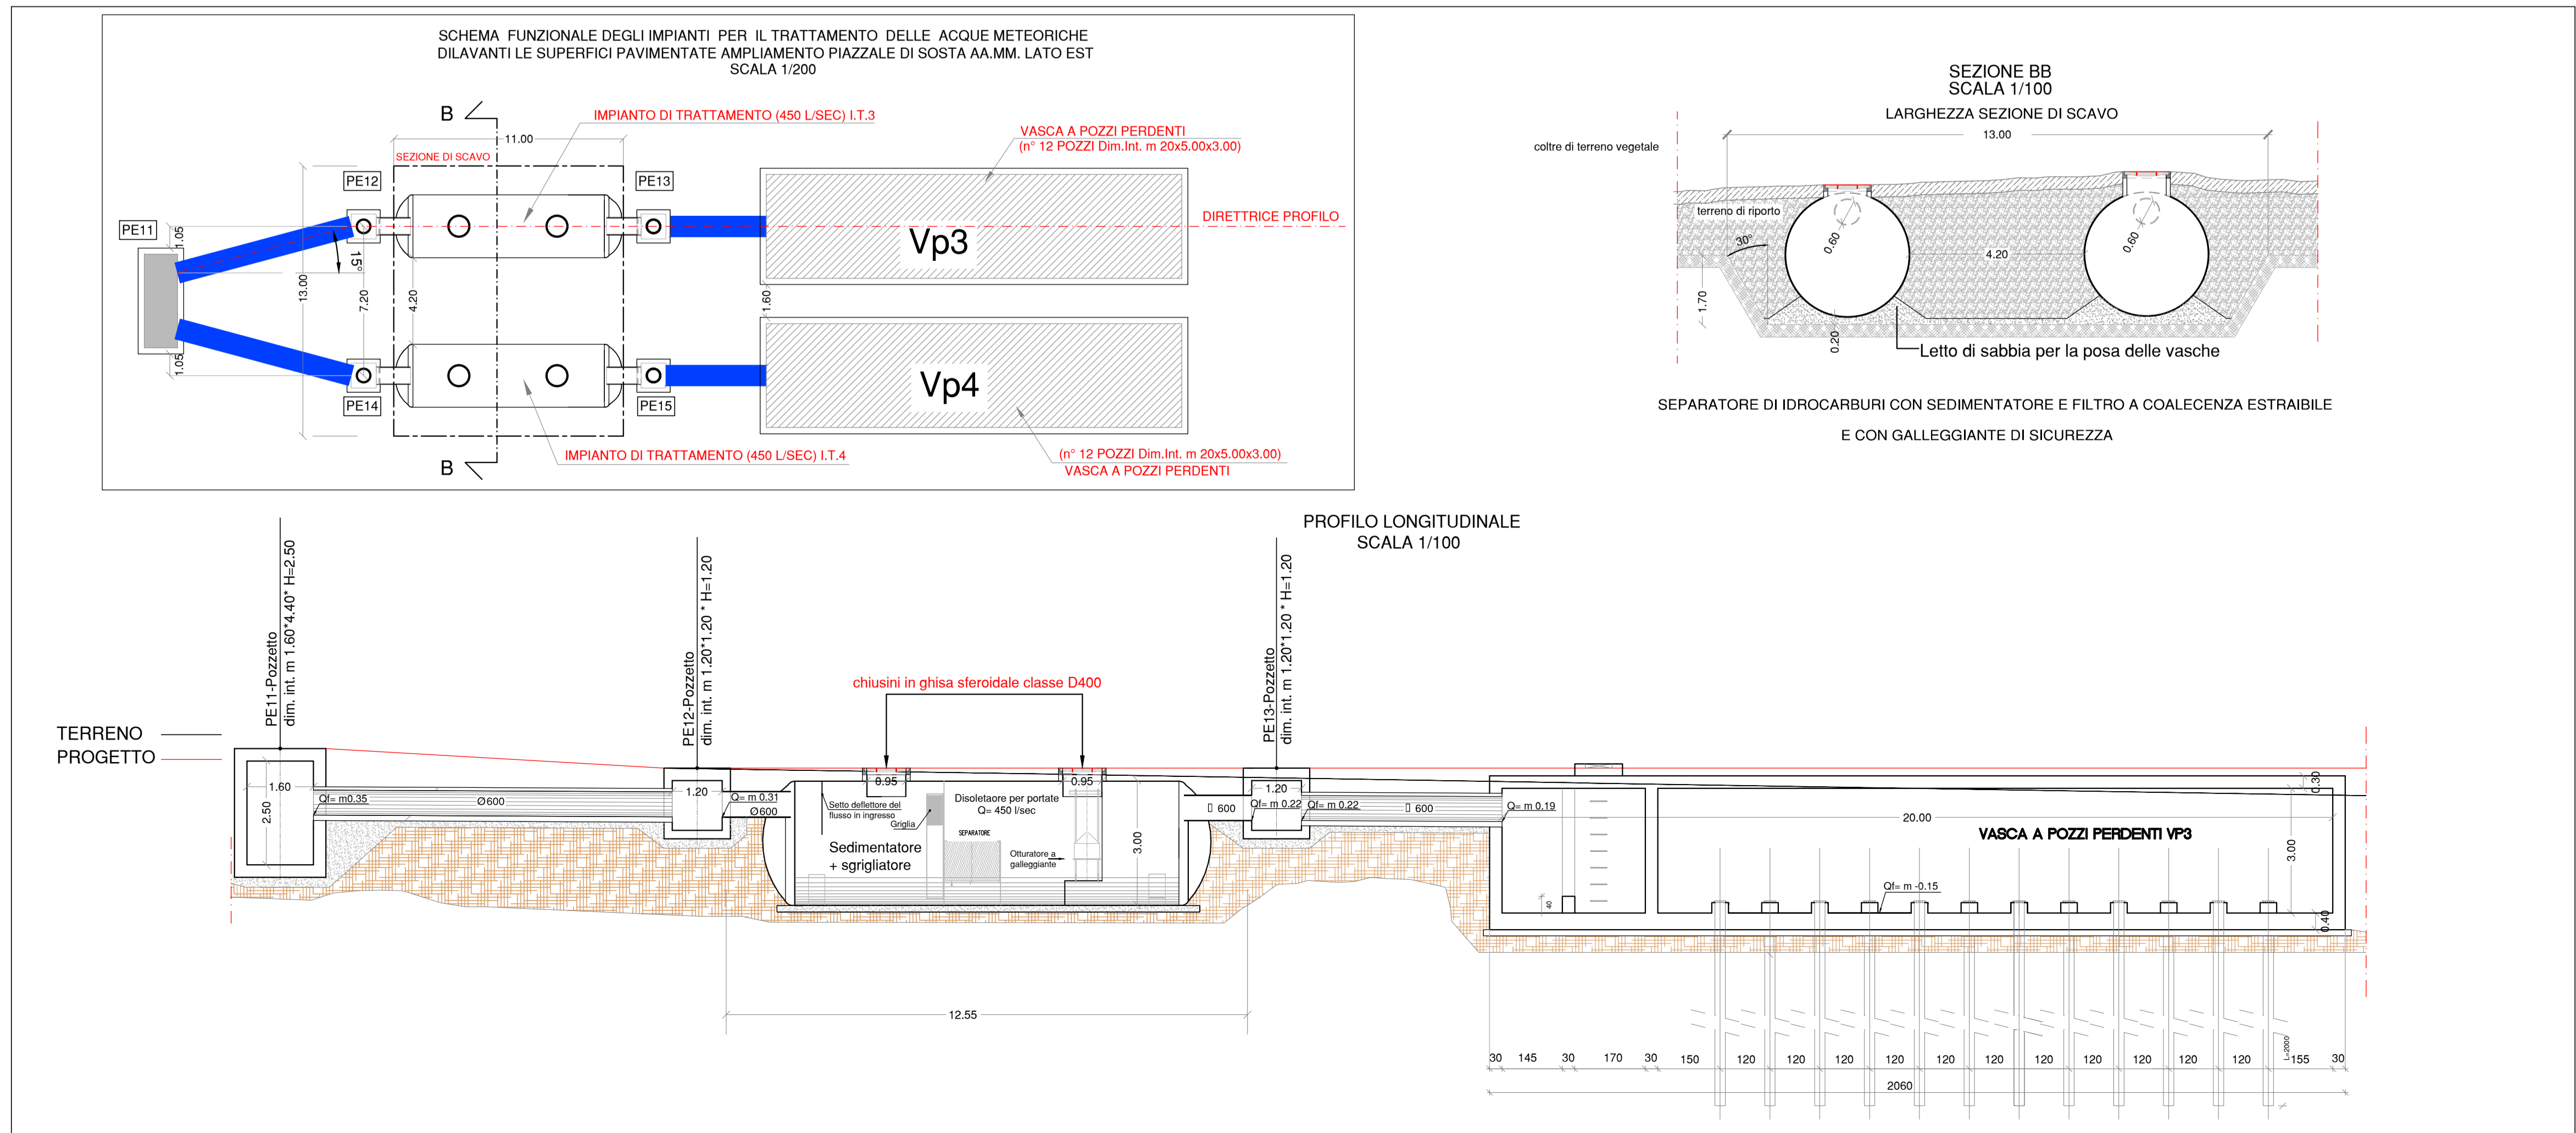 SCHEMA FUNZIONALE DEGLI IMPIANTI PER IL TRATTAMENTO DELLE ACQUE METEORICHE
DILAVANTI LE SUPERFICI PAVIMENTATE AMPLIAMENTO PIAZZALE DI SOSTA AA.MM. LATO EST
SCALA 1/200
B
IMPIANTO DI TRATTAMENTO (450 L/SEC) I.T.3
11.00
SEZIONE DI SCAVO
VASCA A POZZI PERDENTI
(n° 12 POZZI Dim.Int. m 20x5.00x3.00)
PE12
PE13
PE11
1.05
DIRETTRICE PROFILO
Vp3
15°
13.00
7.20
4.20
1.60
1.05
Vp4
PE14
PE15
B
IMPIANTO DI TRATTAMENTO (450 L/SEC) I.T.4
(n° 12 POZZI Dim.Int. m 20x5.00x3.00)
VASCA A POZZI PERDENTI
SEZIONE BB
SCALA 1/100
LARGHEZZA SEZIONE DI SCAVO
13.00
coltre di terreno vegetale
terreno di riporto
30°
0.60
0.60
4.20
1.70
0.20
Letto di sabbia per la posa delle vasche
SEPARATORE DI IDROCARBURI CON SEDIMENTATORE E FILTRO A COALECENZA ESTRAIBILE
E CON GALLEGGIANTE DI SICUREZZA
PROFILO LONGITUDINALE
SCALA 1/100
PE11-Pozzetto
dim. int. m 1.60*4.40* H=2.50
PE12-Pozzetto
dim. int. m 1.20*1.20 * H=1.20
PE13-Pozzetto
dim. int. m 1.20*1.20 * H=1.20
chiusini in ghisa sferoidale classe D400
TERRENO
PROGETTO
1.60
2.50
Qf= m0.35
Ø600
1.20
Q= m 0.31
Ø600
0.95
0.95
Setto deflettore del
flusso in ingresso
Griglia
Disoletaore per portate
Q= 450 l/sec
SEPARATORE
Sedimentatore
+ sgrigliatore
Otturatore a
galleggiante
3.00
600
1.20
Qf= m 0.22
Qf= m 0.22
600
Q= m 0.19
40
20.00
VASCA A POZZI PERDENTI VP3
Qf= m -0.15
0.30
3.00
0.40
12.55
L=2000
30 145 30 170 30 150 120 120 120 120 120 120 120 120 120 120 120 155 30
2060